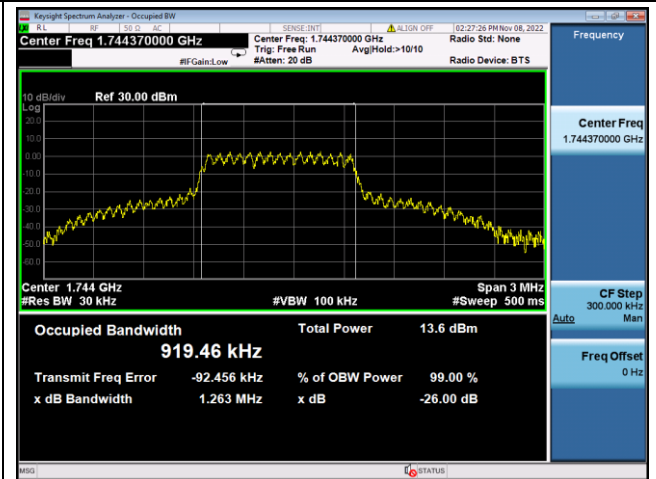 Keysight Spectrum Analyzer - Occupied BW
RL RF 50 Ω AC SENSE:INT ALIGN OFF 02:27:26 PM Nov 08, 2022
Center Freq 1.744370000 GHz Center Freq: 1.744370000 GHz Radio Std: None
Trig: Free Run Avg|Hold:>10/10
#IFGain:Low #Atten: 20 dB Radio Device: BTS
Frequency
10 dB/div Ref 30.00 dBm
Log
20.0
10.0
0.00
-10.0
-20.0
-30.0
-40.0
-50.0
-60.0
Center Freq
1.744370000 GHz
Center 1.744 GHz Span 3 MHz
#Res BW 30 kHz #VBW 100 kHz #Sweep 500 ms
CF Step
300.000 kHz
Auto Man
Occupied Bandwidth Total Power 13.6 dBm
919.46 kHz
Transmit Freq Error -92.456 kHz % of OBW Power 99.00 %
x dB Bandwidth 1.263 MHz x dB -26.00 dB
Freq Offset
0 Hz
MSG STATUS